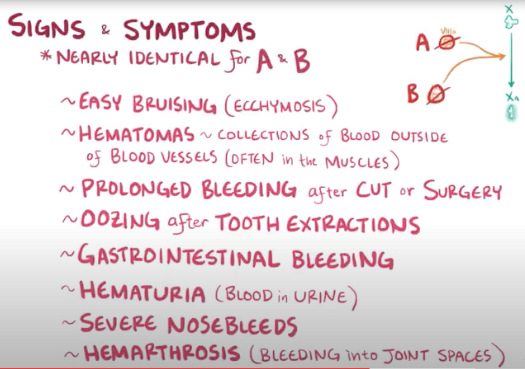 SIGNS & SYMPTOMS
* NEARLY IDENTICAL for A & B
~ EASY BRUISING (ECCHYMOSIS)
~ HEMATOMAS ~ COLLECTIONS of BLOOD OUTSIDE
of BLOOD VESSELS (OFTEN in the MUSCLES)
~ PROLONGED BLEEDING after CUT or SURGERY
~ OOZING after TOOTH EXTRACTIONS
~ GASTROINTESTINAL BLEEDING
~ HEMATURIA (BLOOD in URINE)
~ SEVERE NOSEBLEEDS
~ HEMARTHROSIS (BLEEDING into JOINT SPACES)
X
VIIIa
A
B
Xa